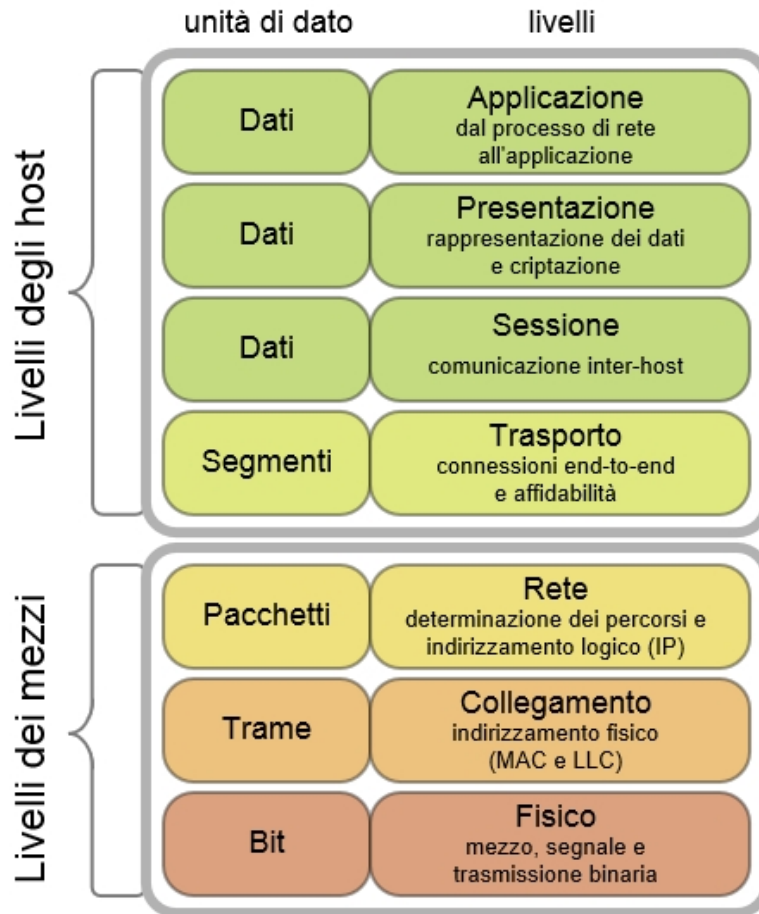 unità di dato
livelli
Livelli degli host
Dati
Applicazione
dal processo di rete
all'applicazione
Dati
Presentazione
rappresentazione dei dati
e criptazione
Dati
Sessione
comunicazione inter-host
Segmenti
Trasporto
connessioni end-to-end
e affidabilità
Livelli dei mezzi
Pacchetti
Rete
determinazione dei percorsi e
indirizzamento logico (IP)
Trame
Collegamento
indirizzamento fisico
(MAC e LLC)
Bit
Fisico
mezzo, segnale e
trasmissione binaria